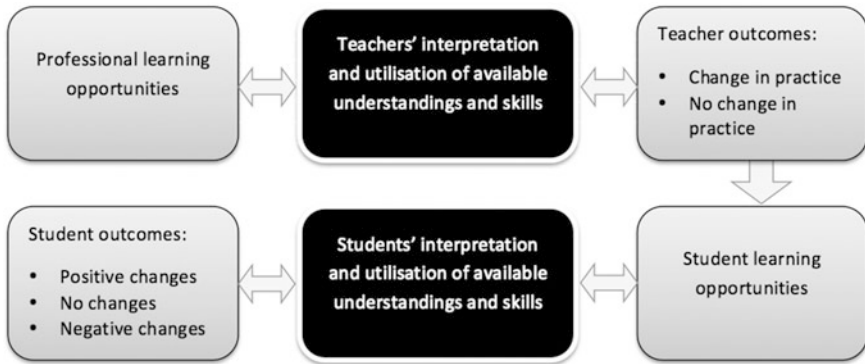 Professional learning
opportunities
Teachers’ interpretation
and utilisation of available
understandings and skills
Teacher outcomes:
• Change in practice
• No change in
practice
Student outcomes:
• Positive changes
• No changes
• Negative changes
Students’ interpretation
and utilisation of available
understandings and skills
Student learning
opportunities